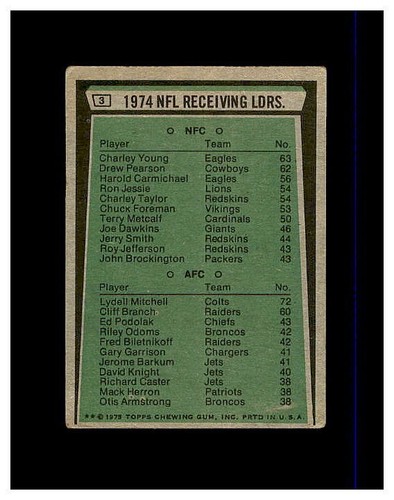 3
1974 NFL RECEIVING LDRS.
NFC
Player Team No.
Charley Young Eagles 63
Drew Pearson Cowboys 62
Harold Carmichael Eagles 56
Ron Jessie Lions 54
Charley Taylor Redskins 54
Chuck Foreman Vikings 53
Terry Metcalf Cardinals 50
Joe Dawkins Giants 46
Jerry Smith Redskins 44
Roy Jefferson Redskins 43
John Brockington Packers 43
AFC
Player Team No.
Lydell Mitchell Colts 72
Cliff Branch Raiders 60
Ed Podolak Chiefs 43
Riley Odoms Broncos 42
Fred Biletnikoff Raiders 42
Gary Garrison Chargers 41
Jerome Barkum Jets 41
David Knight Jets 40
Richard Caster Jets 38
Mack Herron Patriots 38
Otis Armstrong Broncos 38
**© 1975 TOPPS CHEWING GUM, INC. PRTD IN U.S.A.